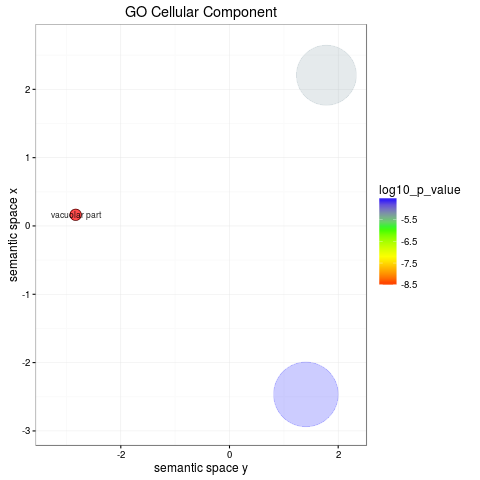 GO Cellular Component
semantic space x
2
1
0
-1
-2
-3
vacuolar part
-2
0
2
semantic space y
log10_p_value
-5.5
-6.5
-7.5
-8.5